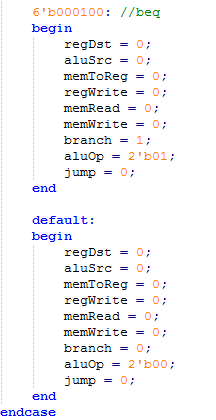 6'b000100: //beq
begin
regDst = 0;
aluSrc = 0;
memToReg = 0;
regWrite = 0;
memRead = 0;
memWrite = 0;
branch = 1;
aluOp = 2'b01;
jump = 0;
end
default:
begin
regDst = 0;
aluSrc = 0;
memToReg = 0;
regWrite = 0;
memRead = 0;
memWrite = 0;
branch = 0;
aluOp = 2'b00;
jump = 0;
end
endcase